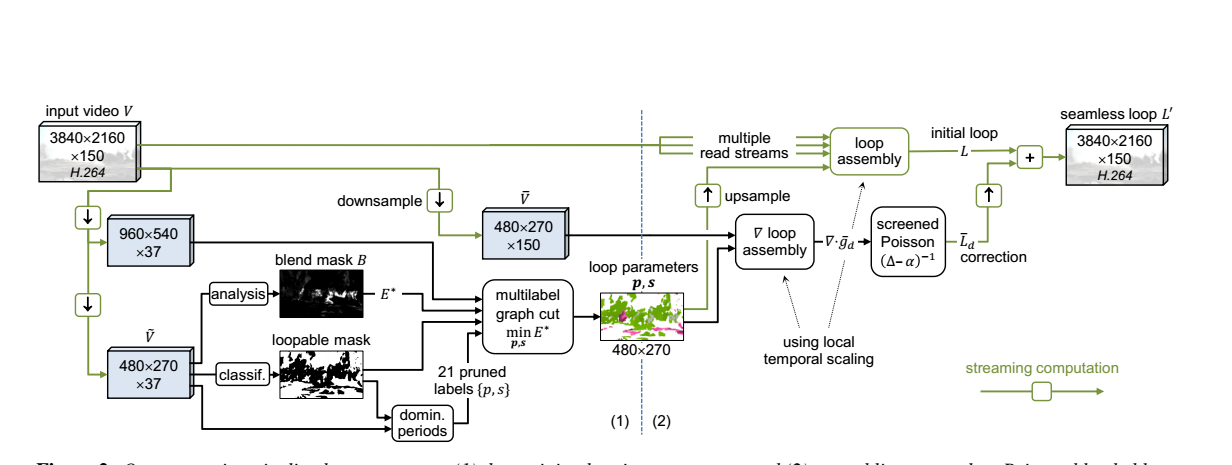 input video V
3840×2160
×150
H.264
downsample
↓
↓
960×540
×37
↓
Ṽ
480×270
×37
V̄
480×270
×150
blend mask B
analysis
E*
loopable mask
classif.
domin.
periods
21 pruned
labels {p, s}
multilabel
graph cut
min E*
p,s
loop parameters
p, s
480×270
(1)
(2)
multiple
read streams
↑
upsample
loop
assembly
initial loop
L
+
seamless loop L′
3840×2160
×150
H.264
∇ loop
assembly
∇·ḡd
screened
Poisson
(Δ−α)⁻¹
L̄d
correction
↑
using local
temporal scaling
streaming computation